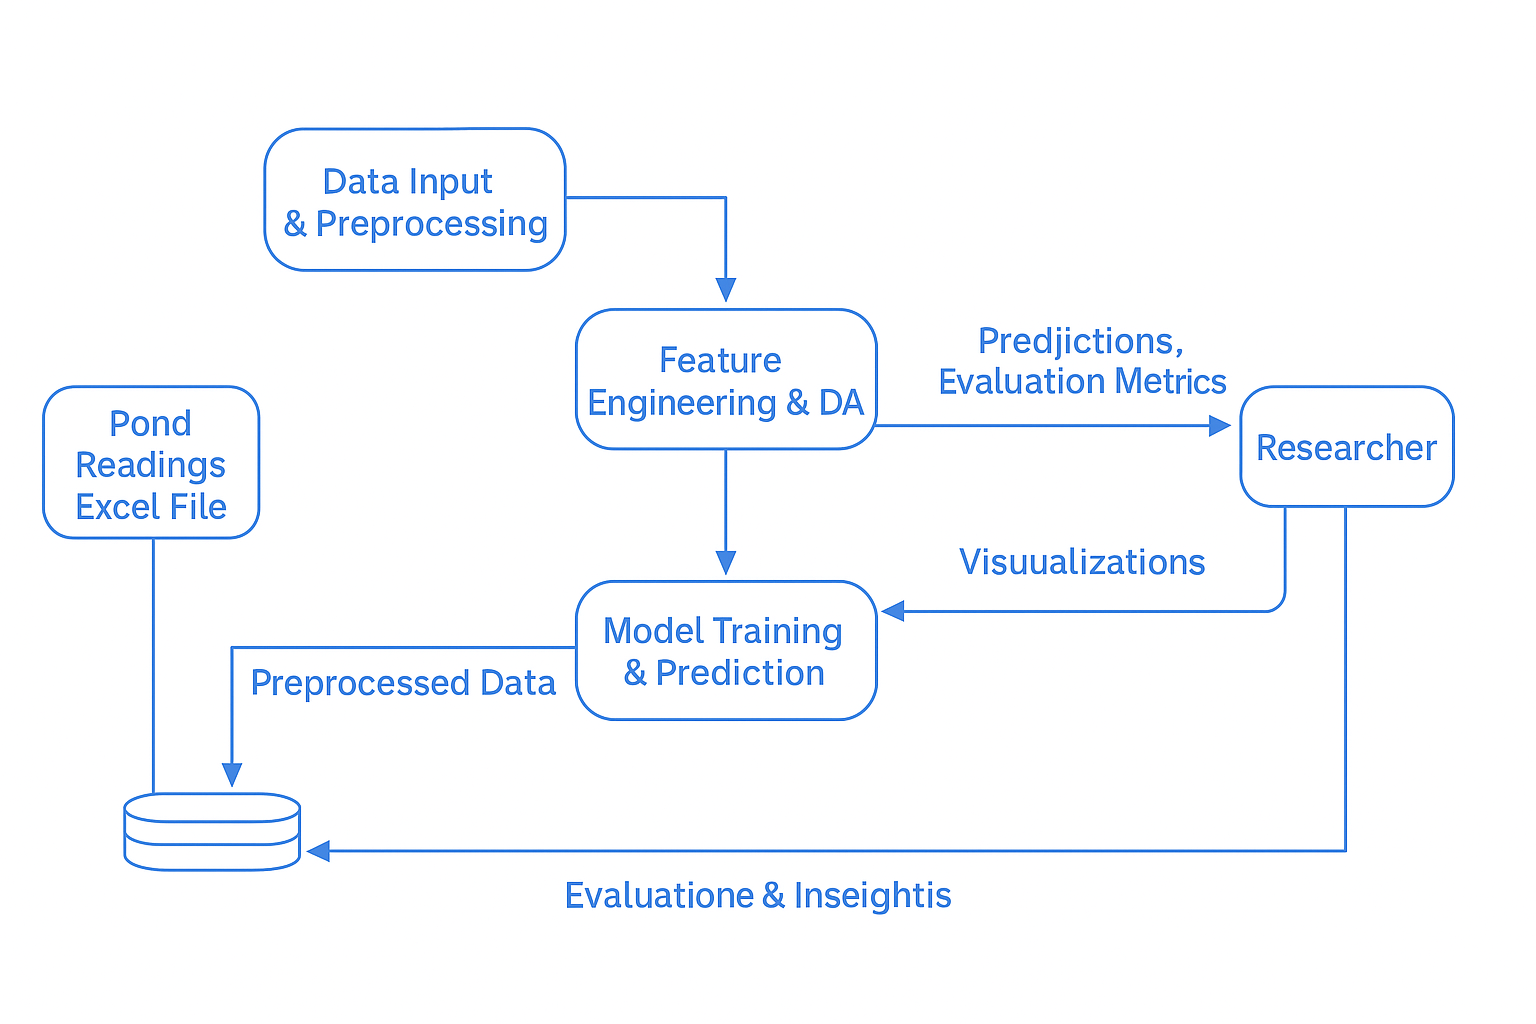 Data Input
& Preprocessing
Feature
Engineering & DA
Predjictions,
Evaluation Metrics
Researcher
Pond
Readings
Excel File
Visuualizations
Model Training
& Prediction
Preprocessed Data
Evaluatione & Inseightis